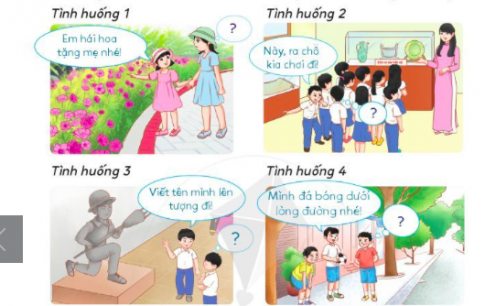 Tình huống 1
Em hái hoa
tặng mẹ nhé!
?
Tình huống 2
Này, ra chỗ
kia chơi đi!
?
Tình huống 3
Viết tên mình lên
tượng đi!
?
Tình huống 4
Mình đá bóng dưới
lòng đường nhé!
?